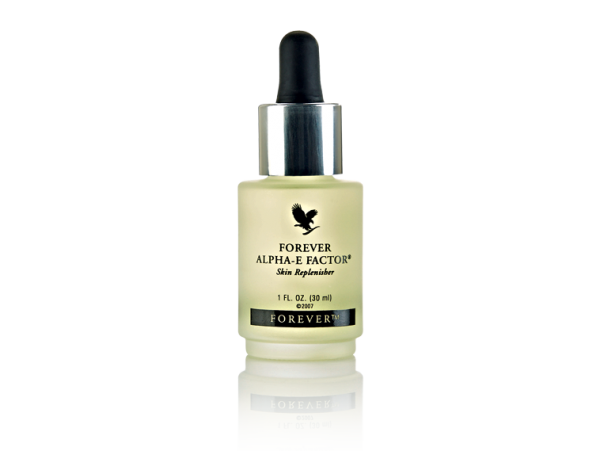 FOREVER
ALPHA-E FACTOR®
Skin Replenisher
1 FL. OZ. (30 ml)
©2007
FOREVER™